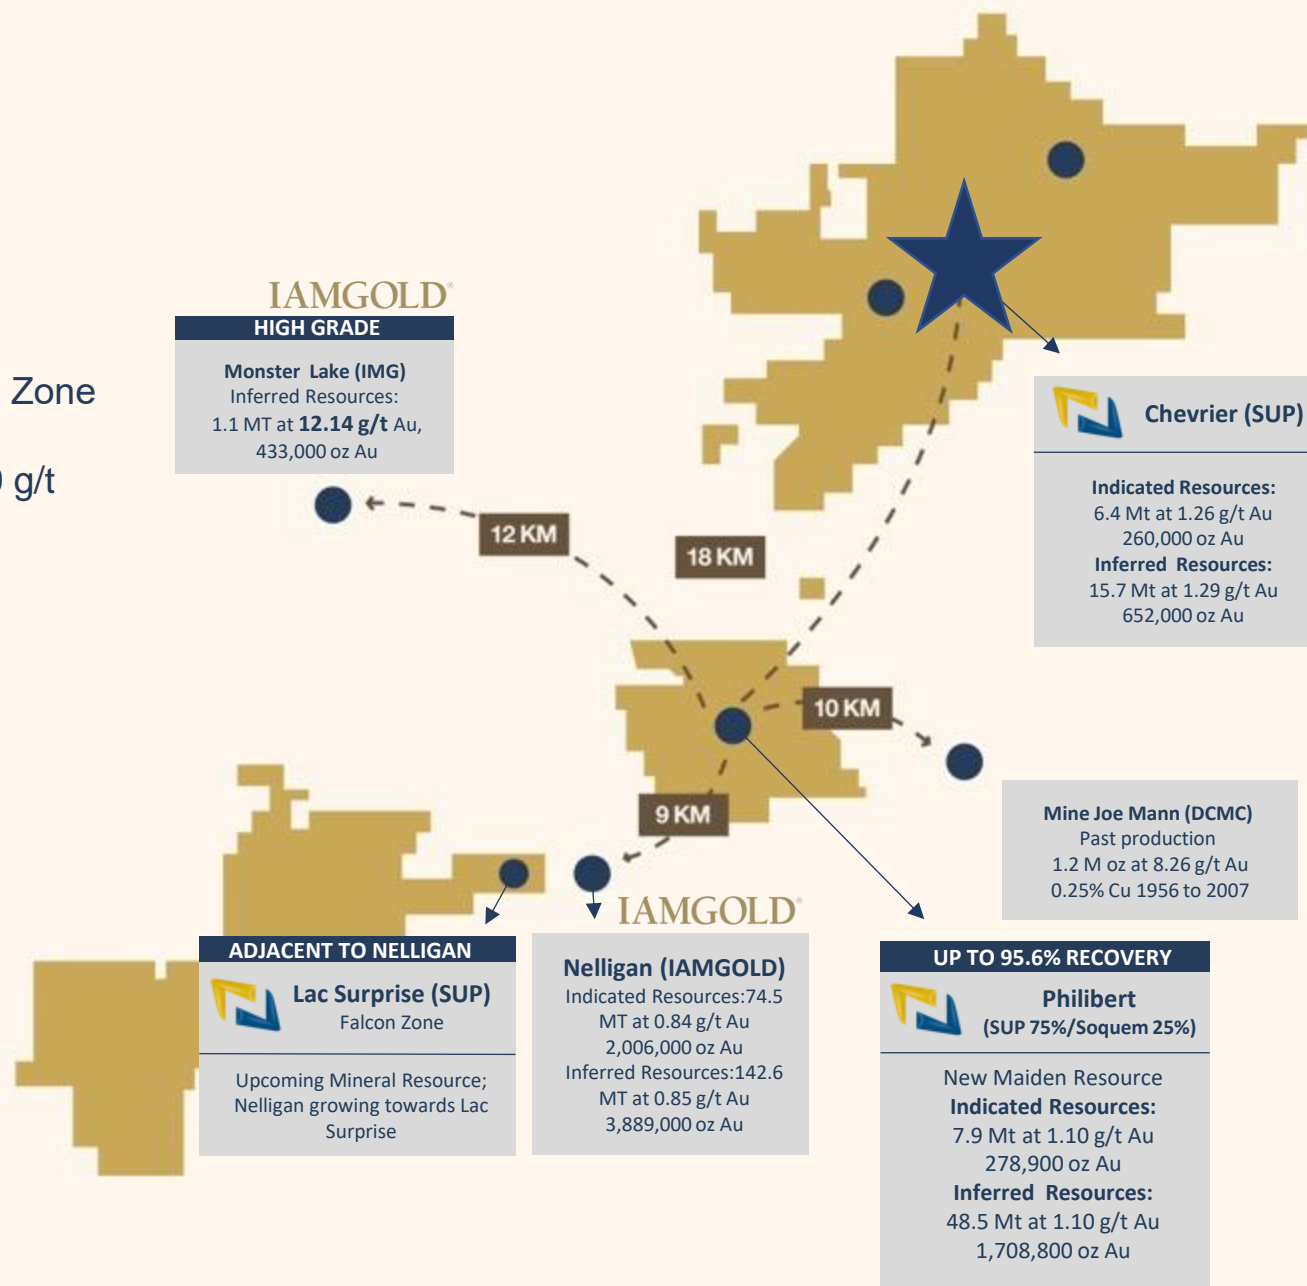 Zone
g/t
IAMGOLD®
HIGH GRADE
Monster Lake (IMG)
Inferred Resources:
1.1 MT at 12.14 g/t Au,
433,000 oz Au
12 KM
18 KM
Chevrier (SUP)
Indicated Resources:
6.4 Mt at 1.26 g/t Au
260,000 oz Au
Inferred Resources:
15.7 Mt at 1.29 g/t Au
652,000 oz Au
10 KM
9 KM
Mine Joe Mann (DCMC)
Past production
1.2 M oz at 8.26 g/t Au
0.25% Cu 1956 to 2007
ADJACENT TO NELLIGAN
Lac Surprise (SUP)
Falcon Zone
Upcoming Mineral Resource;
Nelligan growing towards Lac
Surprise
IAMGOLD®
Nelligan (IAMGOLD)
Indicated Resources:74.5
MT at 0.84 g/t Au
2,006,000 oz Au
Inferred Resources:142.6
MT at 0.85 g/t Au
3,889,000 oz Au
UP TO 95.6% RECOVERY
Philibert
(SUP 75%/Soquem 25%)
New Maiden Resource
Indicated Resources:
7.9 Mt at 1.10 g/t Au
278,900 oz Au
Inferred Resources:
48.5 Mt at 1.10 g/t Au
1,708,800 oz Au